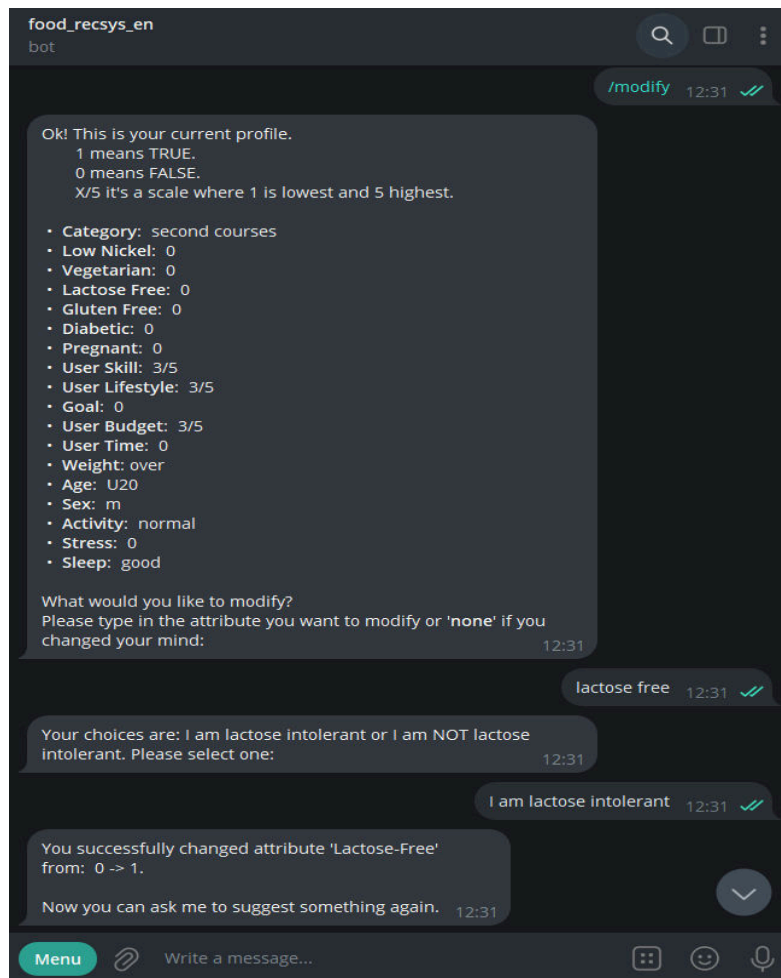 food_recsys_en
bot
/modify 12:31
Ok! This is your current profile.
1 means TRUE.
0 means FALSE.
X/5 it's a scale where 1 is lowest and 5 highest.
• Category: second courses
• Low Nickel: 0
• Vegetarian: 0
• Lactose Free: 0
• Gluten Free: 0
• Diabetic: 0
• Pregnant: 0
• User Skill: 3/5
• User Lifestyle: 3/5
• Goal: 0
• User Budget: 3/5
• User Time: 0
• Weight: over
• Age: U20
• Sex: m
• Activity: normal
• Stress: 0
• Sleep: good
What would you like to modify?
Please type in the attribute you want to modify or 'none' if you
changed your mind: 12:31
lactose free 12:31
Your choices are: I am lactose intolerant or I am NOT lactose
intolerant. Please select one: 12:31
I am lactose intolerant 12:31
You successfully changed attribute 'Lactose-Free'
from: 0 -> 1.
Now you can ask me to suggest something again. 12:31
Menu Write a message...